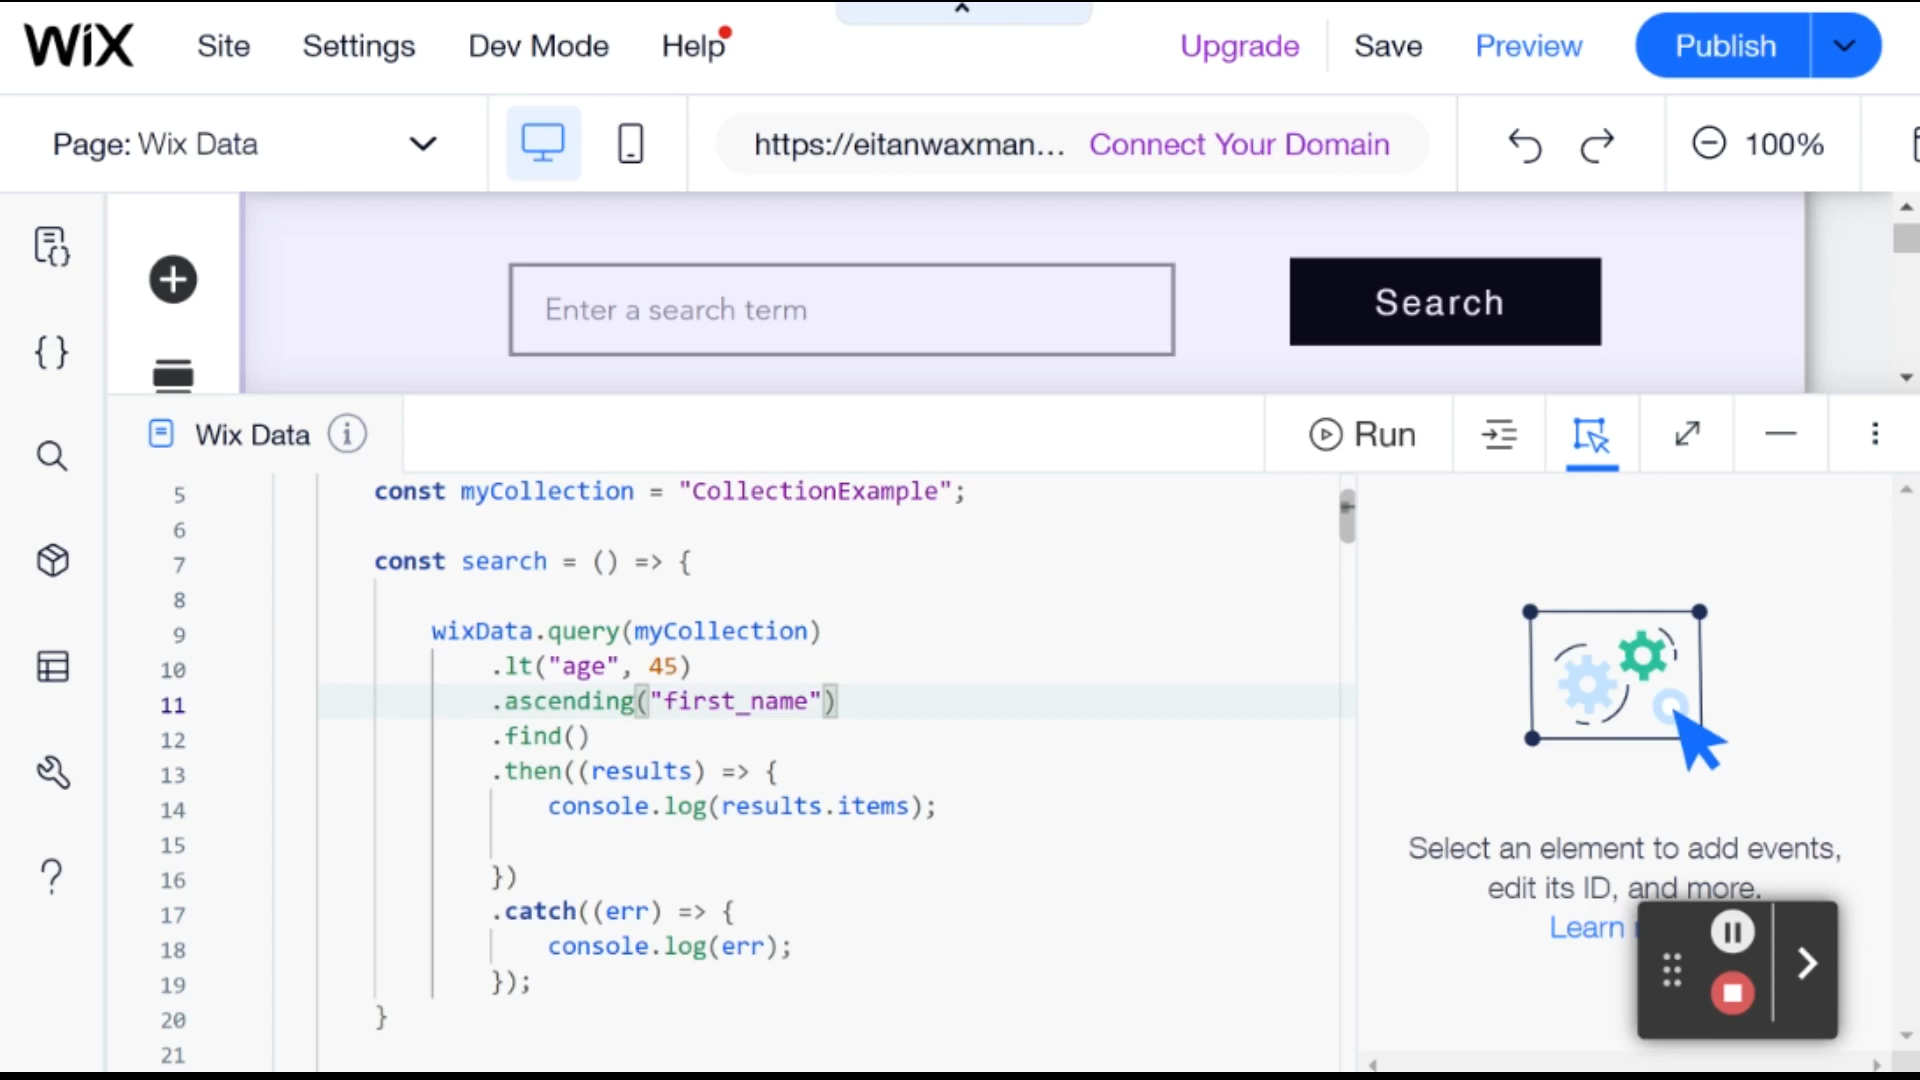 WiX Site Settings Dev Mode Help Upgrade Save Preview Publish
Page: Wix Data https://eitanwaxman... Connect Your Domain 100%
Enter a search term Search
Wix Data Run
5 const myCollection = "CollectionExample";
6
7 const search = () => {
8
9 wixData.query(myCollection)
10 .lt("age", 45)
11 .ascending("first_name")
12 .find()
13 .then((results) => {
14 console.log(results.items);
15
16 })
17 .catch((err) => {
18 console.log(err);
19 });
20 }
21
Select an element to add events,
edit its ID, and more.
Learn